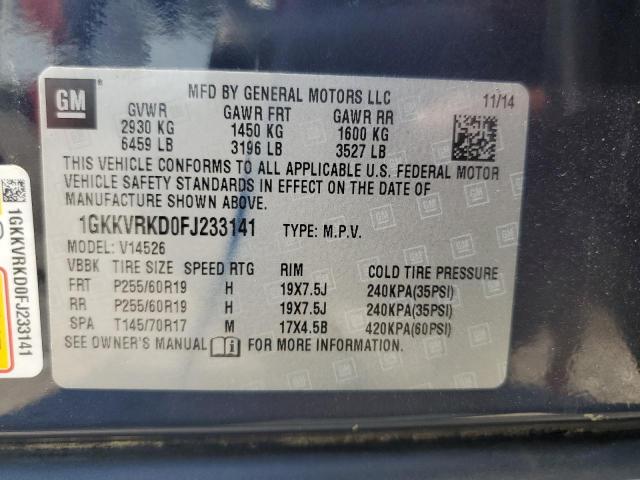 GM
MFD BY GENERAL MOTORS LLC 11/14
GVWR GAWR FRT GAWR RR
2930 KG 1450 KG 1600 KG
6459 LB 3196 LB 3527 LB
THIS VEHICLE CONFORMS TO ALL APPLICABLE U.S. FEDERAL MOTOR
VEHICLE SAFETY STANDARDS IN EFFECT ON THE DATE OF
MANUFACTURE SHOWN ABOVE.
1GKKVRKD0FJ233141 TYPE: M.P.V.
MODEL: V14526
VBBK TIRE SIZE SPEED RTG RIM COLD TIRE PRESSURE
FRT P255/60R19 H 19X7.5J 240KPA(35PSI)
RR P255/60R19 H 19X7.5J 240KPA(35PSI)
SPA T145/70R17 M 17X4.5B 420KPA(60PSI)
SEE OWNER'S MANUAL FOR MORE INFORMATION.
1GKKVRKD0FJ233141